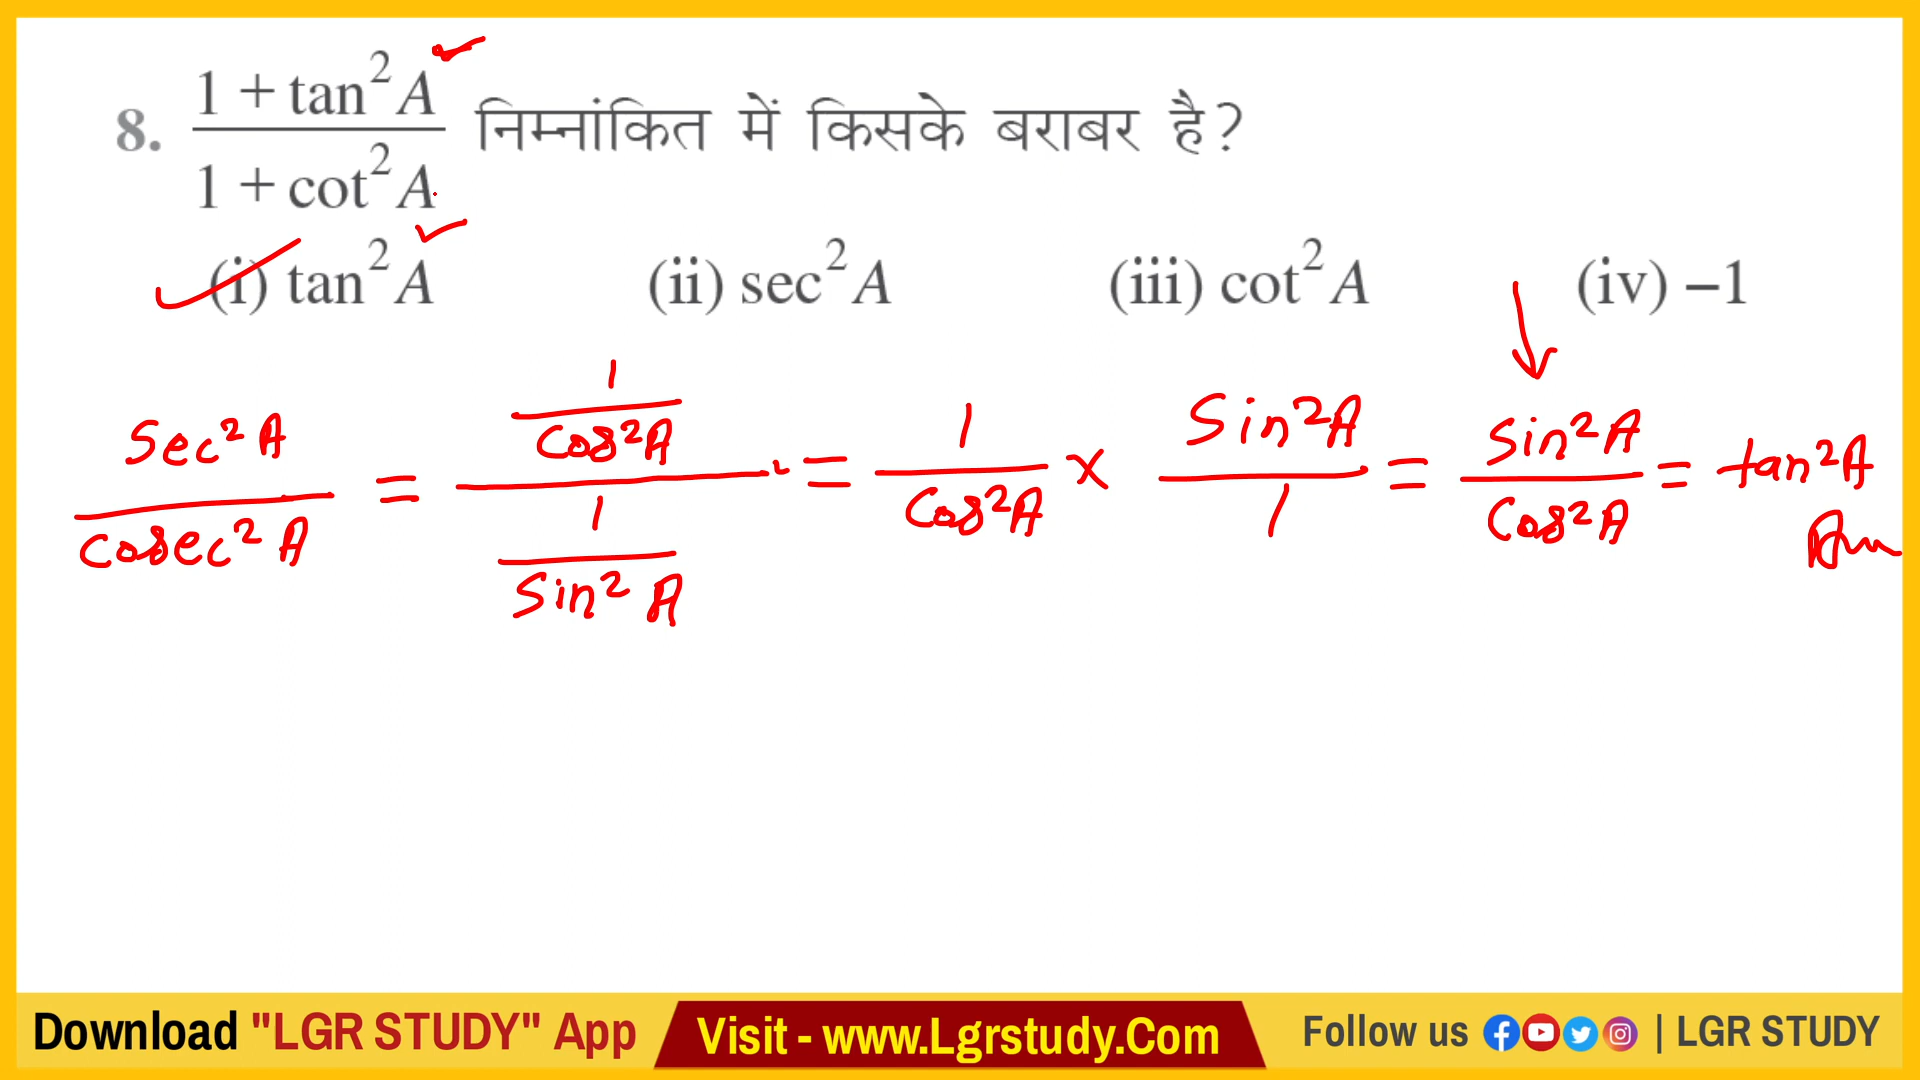 8. (1 + tan²A)/(1 + cot²A) निम्नांकित में किसके बराबर है?
(i) tan²A (ii) sec²A (iii) cot²A (iv) –1
Sec²A/Cosec²A = (1/Cos²A)/(1/Sin²A) = 1/Cos²A × Sin²A/1 = Sin²A/Cos²A = tan²A
Download "LGR STUDY" App Visit - www.Lgrstudy.Com Follow us | LGR STUDY